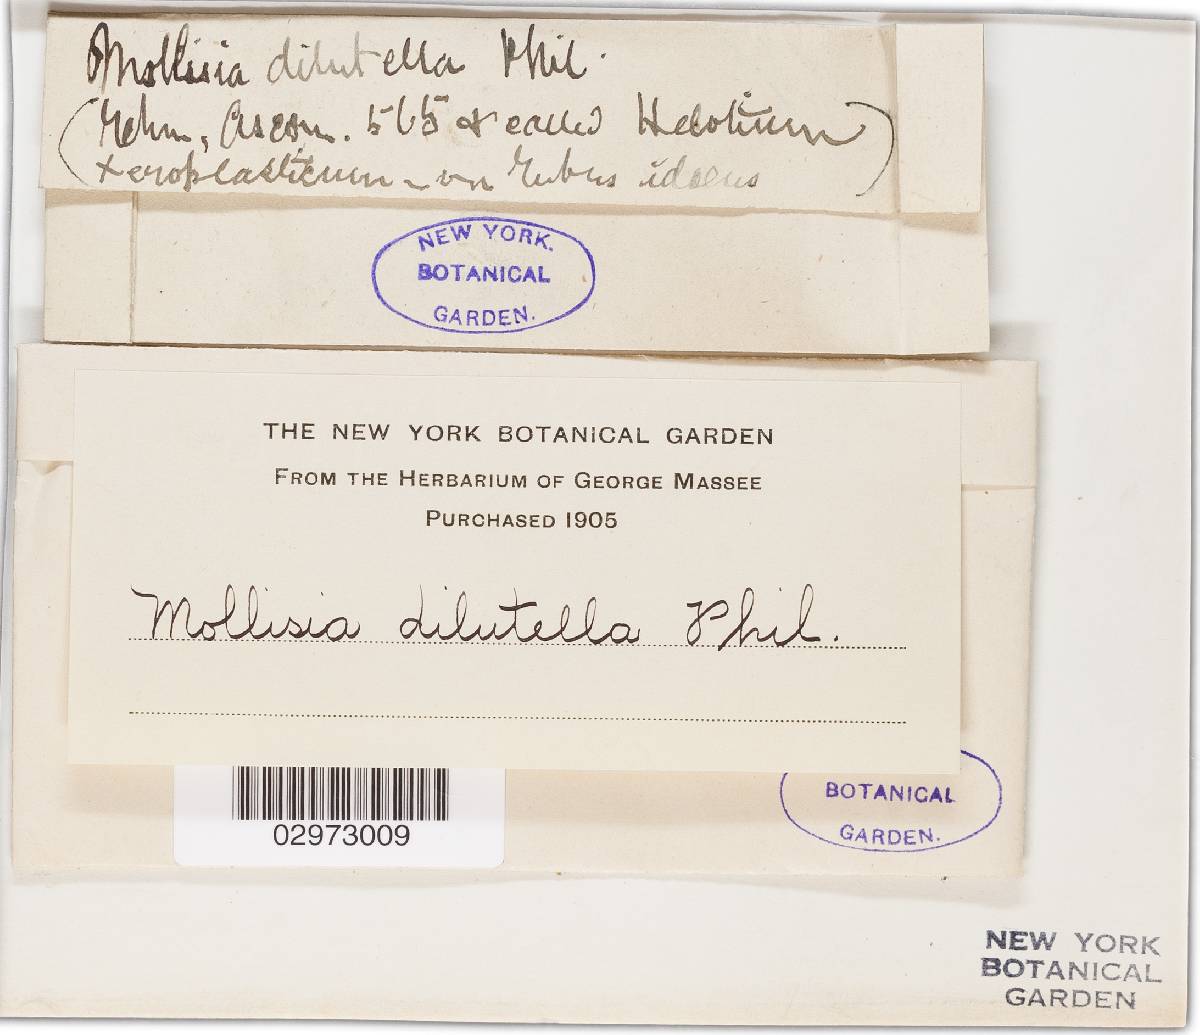 Mollisia dilutella Phil.
(Rehm, Ascom. 565 & called Helotium
xeroplasticum - on Rubus idaeus
NEW YORK.
BOTANICAL
GARDEN.
THE NEW YORK BOTANICAL GARDEN
FROM THE HERBARIUM OF GEORGE MASSEE
PURCHASED 1905
Mollisia dilutella Phil.
02973009
BOTANICAL
GARDEN.
NEW YORK
BOTANICAL
GARDEN